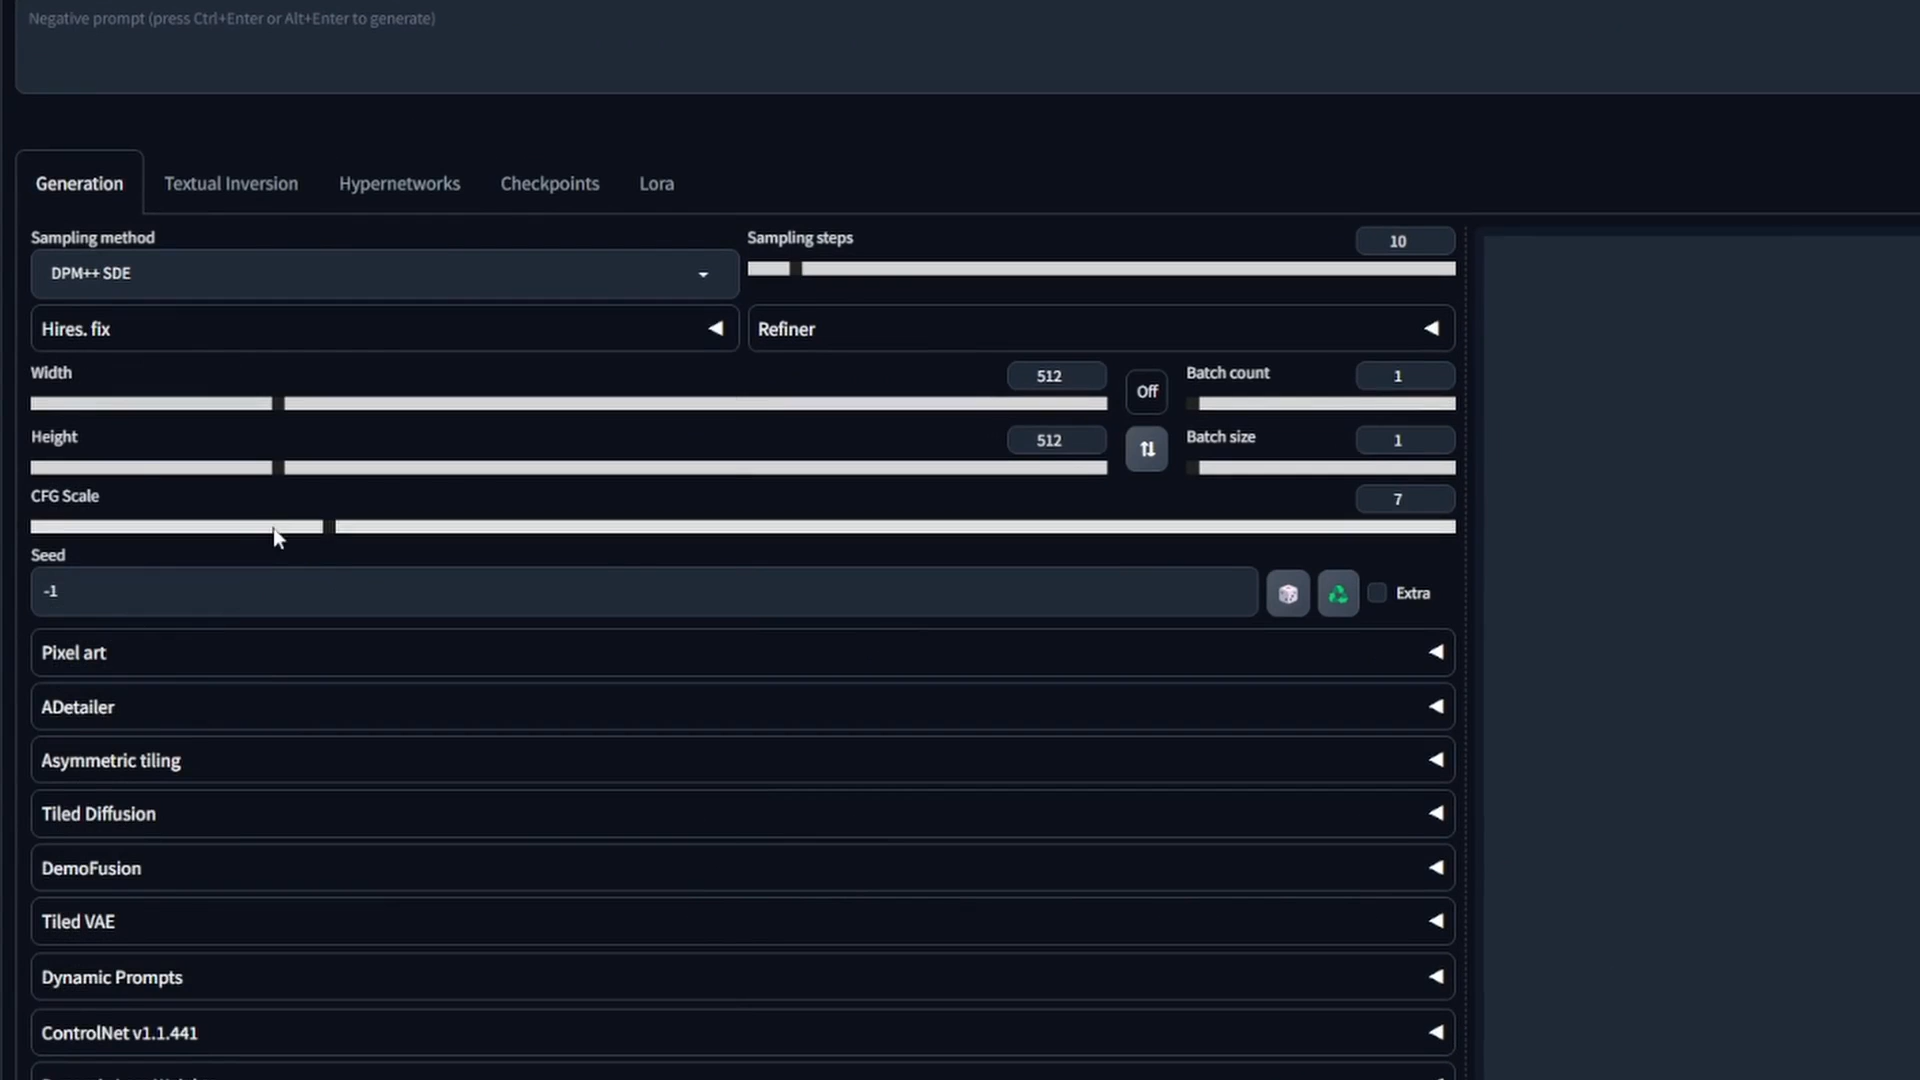 Negative prompt (press Ctrl+Enter or Alt+Enter to generate)
Generation Textual Inversion Hypernetworks Checkpoints Lora
Sampling method
DPM++ SDE
Sampling steps 10
Hires. fix
Refiner
Width 512
Off
Batch count 1
Height 512
Batch size 1
CFG Scale 7
Seed
-1
Extra
Pixel art
ADetailer
Asymmetric tiling
Tiled Diffusion
DemoFusion
Tiled VAE
Dynamic Prompts
ControlNet v1.1.441